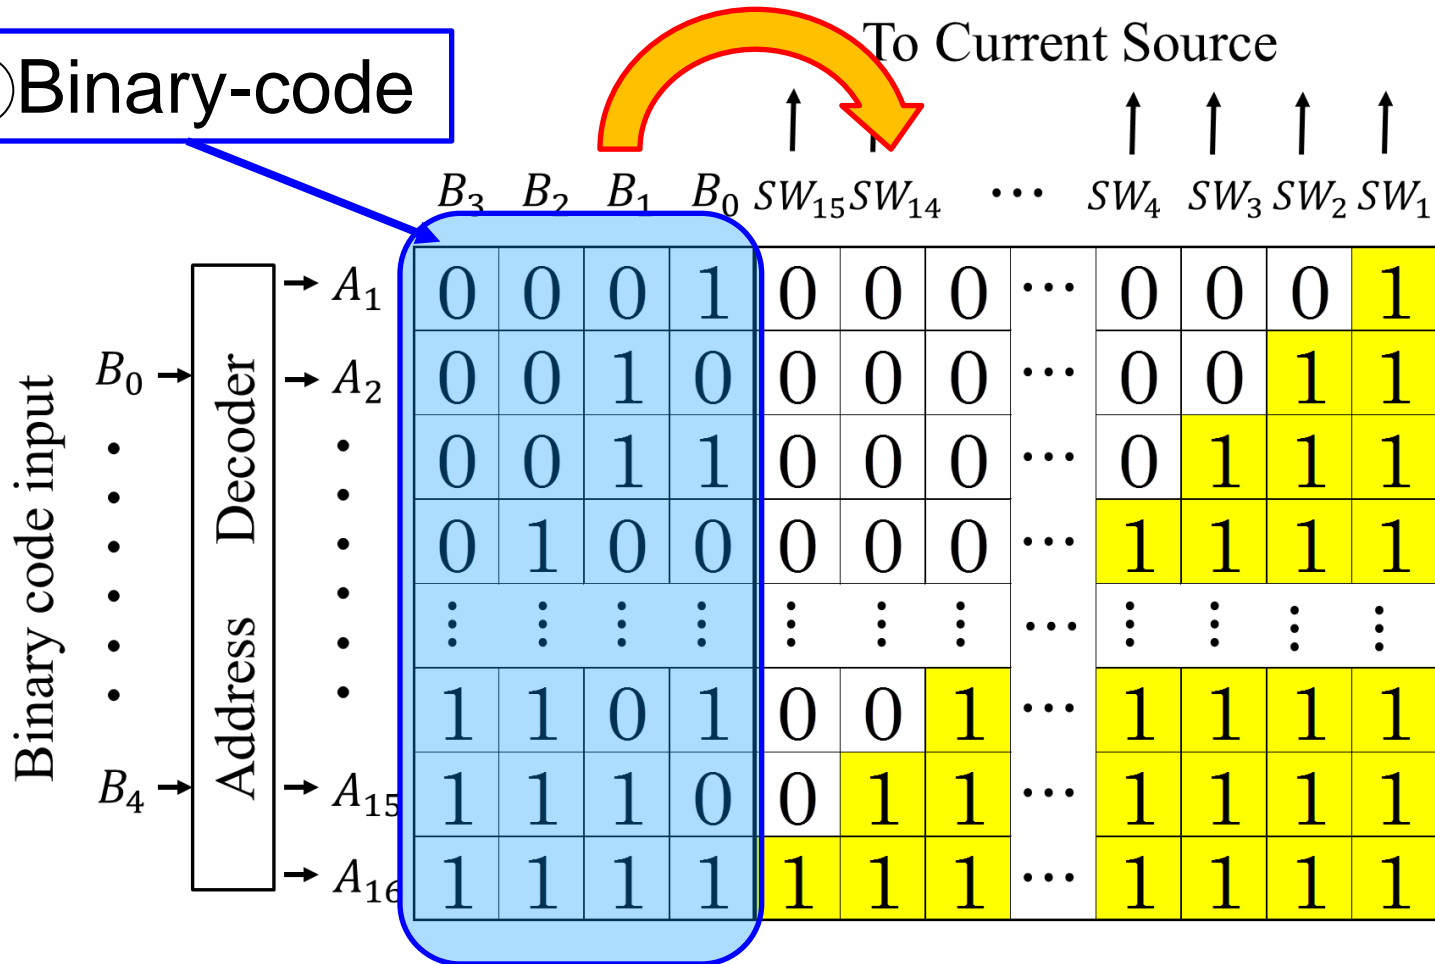 Binary-code
To Current Source
B3 B2 B1 B0 SW15 SW14 ⋯ SW4 SW3 SW2 SW1
A1 0 0 0 1 0 0 0 ⋯ 0 0 0 1
B0 A2 0 0 1 0 0 0 0 ⋯ 0 0 1 1
0 0 1 1 0 0 0 ⋯ 0 1 1 1
0 1 0 0 0 0 0 ⋯ 1 1 1 1
⋮ ⋮ ⋮ ⋮ ⋮ ⋮ ⋮ ⋯ ⋮ ⋮ ⋮ ⋮
1 1 0 1 0 0 1 ⋯ 1 1 1 1
B4 A15 1 1 1 0 0 1 1 ⋯ 1 1 1 1
A16 1 1 1 1 1 1 1 ⋯ 1 1 1 1
Binary code input
Address Decoder